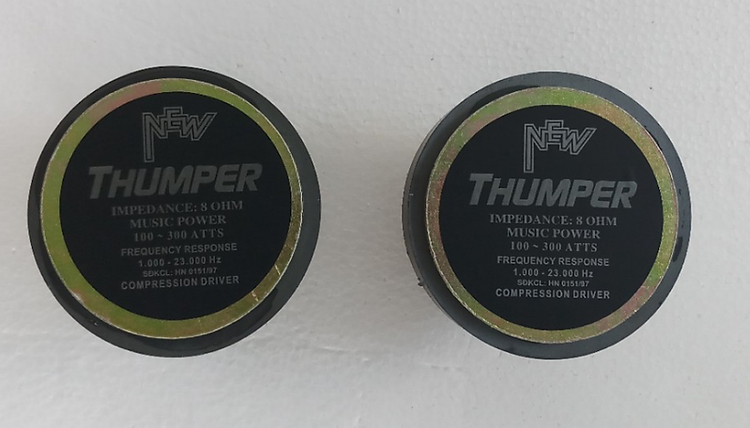 NEW
THUMPER
IMPEDANCE: 8 OHM
MUSIC POWER
100 ~ 300 ATTS
FREQUENCY RESPONSE
1.000 - 23.000 Hz
SDKCL: HN 0151/97
COMPRESSION DRIVER
NEW
THUMPER
IMPEDANCE: 8 OHM
MUSIC POWER
100 ~ 300 ATTS
FREQUENCY RESPONSE
1.000 - 23.000 Hz
SDKCL: HN 0151/97
COMPRESSION DRIVER